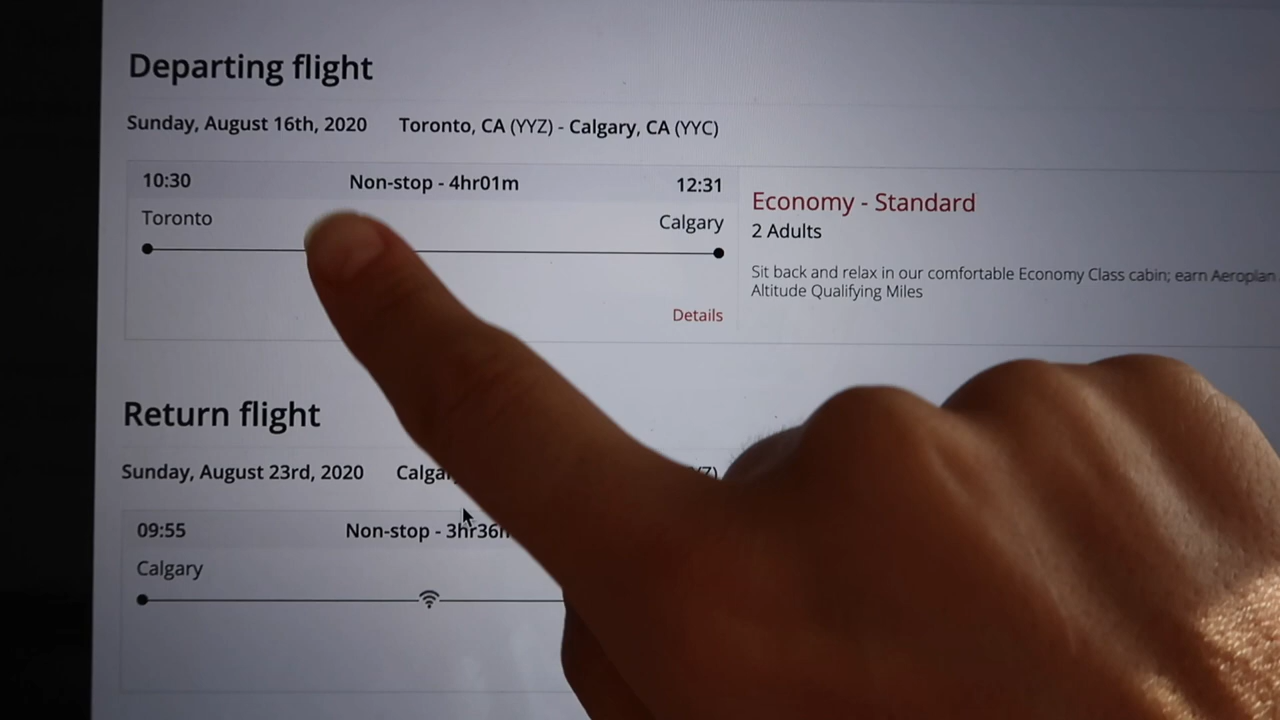 Departing flight
Sunday, August 16th, 2020 Toronto, CA (YYZ) - Calgary, CA (YYC)
10:30 Non-stop - 4hr01m 12:31
Toronto Calgary
Economy - Standard
2 Adults
Sit back and relax in our comfortable Economy Class cabin; earn Aeroplan
Altitude Qualifying Miles
Details
Return flight
Sunday, August 23rd, 2020
09:55 Non-stop -
Calgary